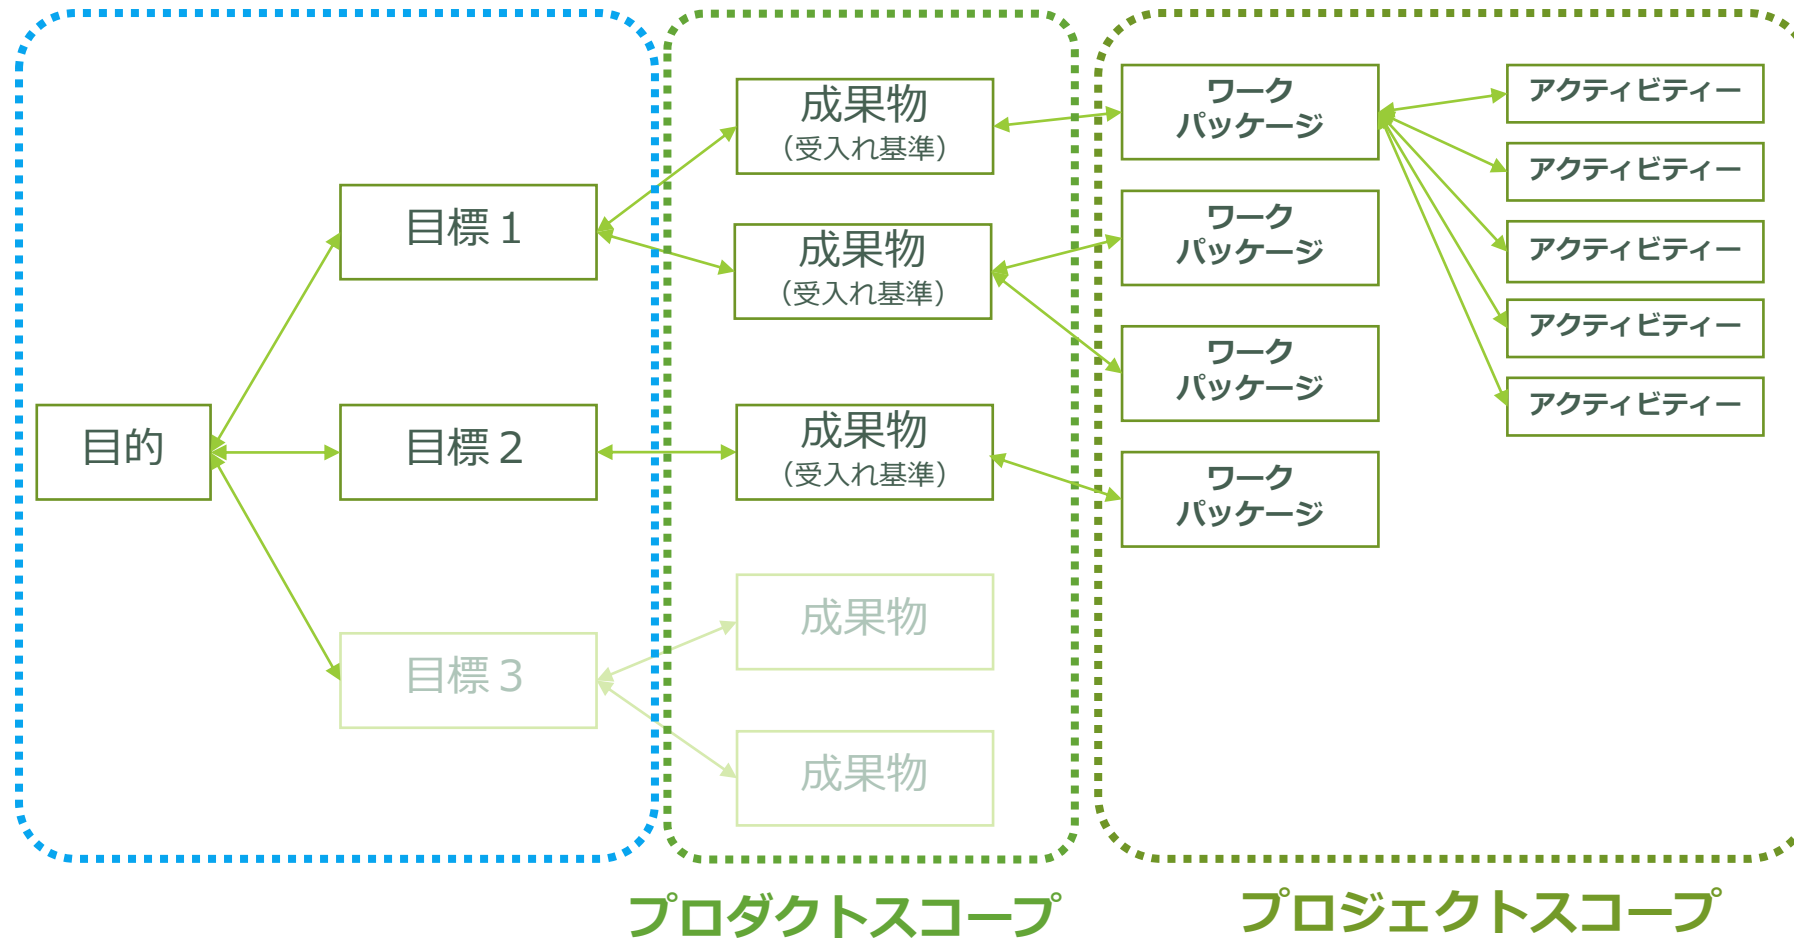 目的
目標１
目標２
目標３
成果物
（受入れ基準）
成果物
（受入れ基準）
成果物
（受入れ基準）
成果物
成果物
プロダクトスコープ
ワーク
パッケージ
ワーク
パッケージ
ワーク
パッケージ
ワーク
パッケージ
アクティビティー
アクティビティー
アクティビティー
アクティビティー
アクティビティー
プロジェクトスコープ